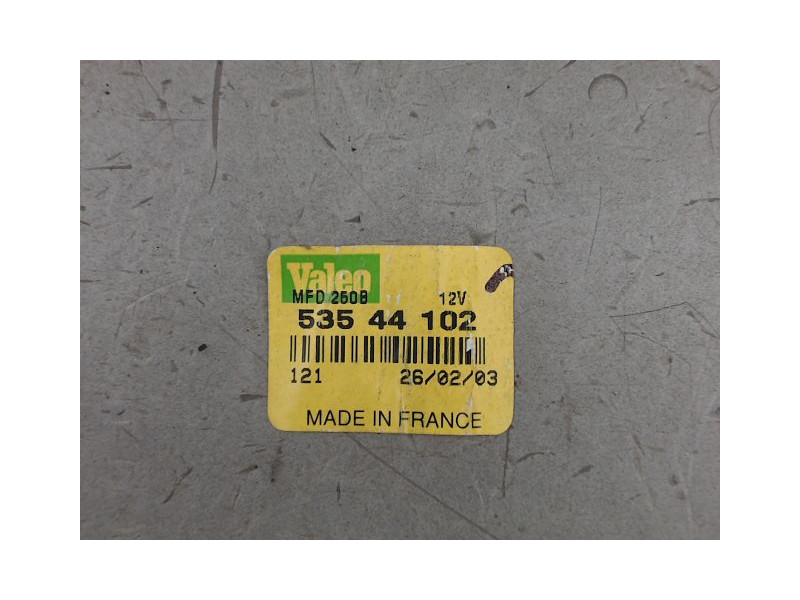 Valeo
MFD 250B 12V
535 44 102
121 26/02/03
MADE IN FRANCE